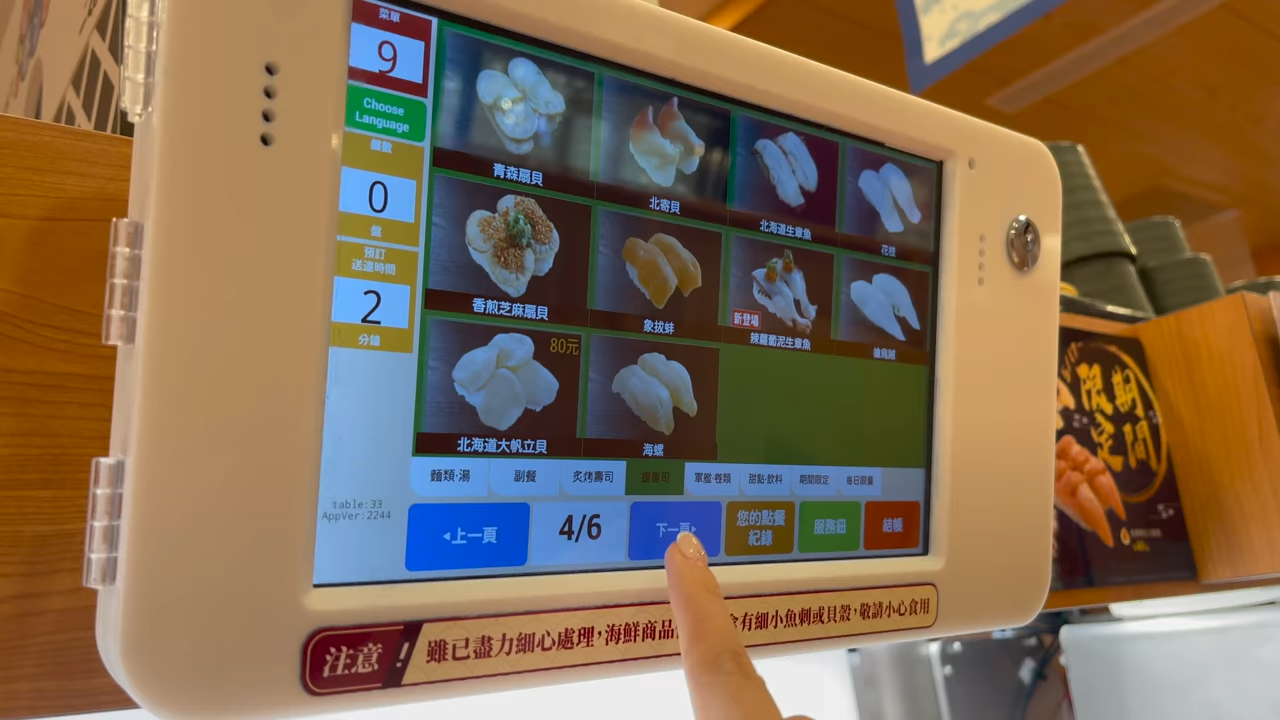 菜單
9
Choose
Language
盤數
0
盤
預訂
送達時間
2
分鐘
table:33
AppVer:2244
青森扇貝
北寄貝
北海道生章魚
花枝
香煎芝麻扇貝
象拔蚌
新登場
辣蘿蔔泥生章魚
槍烏賊
80元
北海道大帆立貝
海螺
麵類·湯
副餐
炙烤壽司
握壽司
軍艦·卷類
甜點·飲料
期間限定
每日限量
◂上一頁
4/6
下一頁▸
您的點餐
紀錄
服務鈕
結帳
注意!
雖已盡力細心處理,海鮮商品
含有細小魚刺或貝殼,敬請小心食用
期間
限定